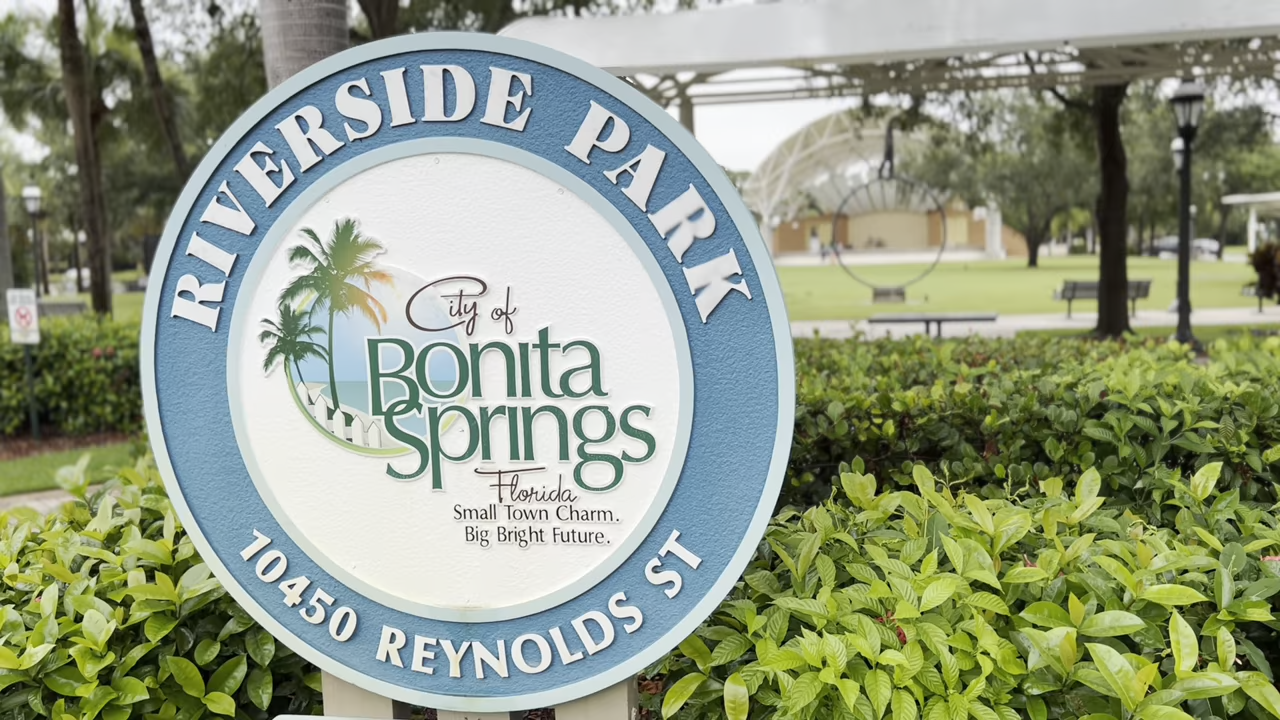 RIVERSIDE PARK
City of
Bonita
Springs
Florida
Small Town Charm.
Big Bright Future.
10450 REYNOLDS ST